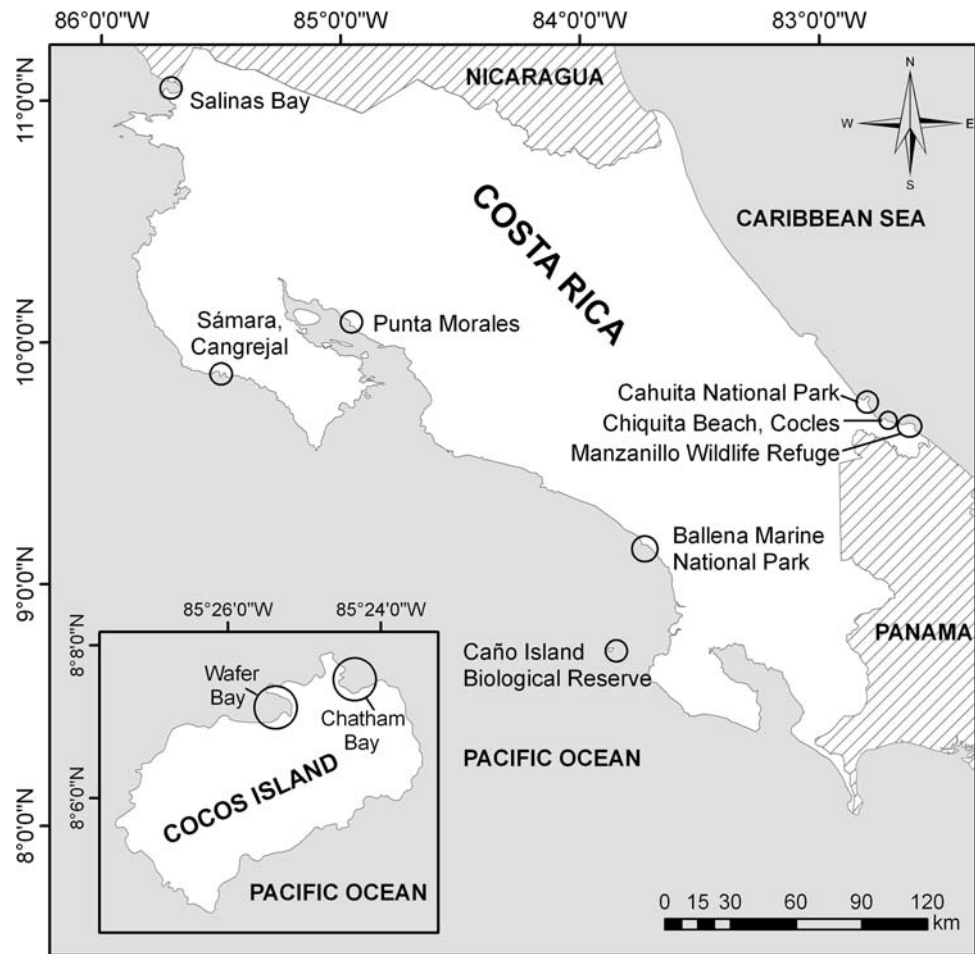 86°0'0"W
85°0'0"W
84°0'0"W
83°0'0"W
11°0'0"N
10°0'0"N
9°0'0"N
8°0'0"N
NICARAGUA
Salinas Bay
N
W
E
S
COSTA RICA
CARIBBEAN SEA
Sámara,
Cangrejal
Punta Morales
Cahuita National Park
Chiquita Beach, Cocles
Manzanillo Wildlife Refuge
Ballena Marine
National Park
PANAMA
Caño Island
Biological Reserve
PACIFIC OCEAN
85°26'0"W
85°24'0"W
8°8'0"N
8°6'0"N
Wafer
Bay
Chatham
Bay
COCOS ISLAND
PACIFIC OCEAN
0 15 30 60 90 120
km